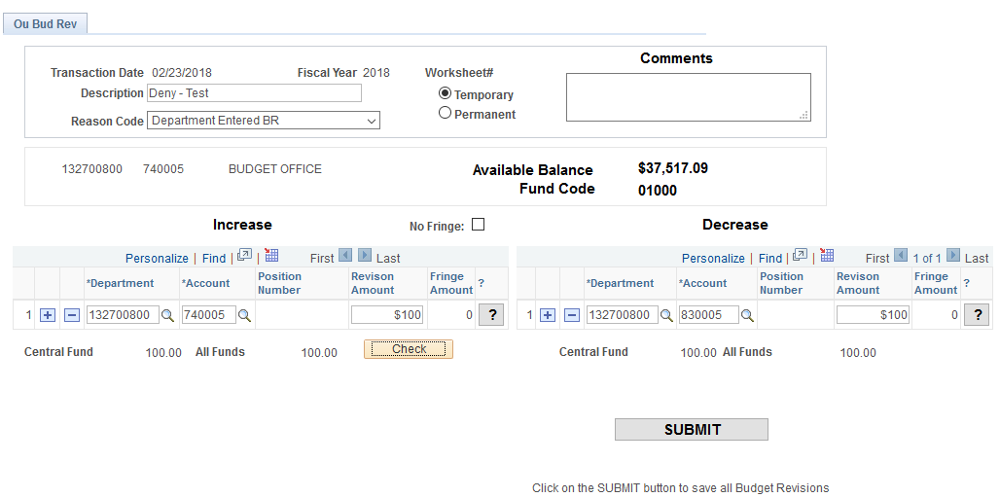 Ou Bud Rev
Comments
Transaction Date 02/23/2018 Fiscal Year 2018 Worksheet#
Description Deny - Test Temporary
Reason Code Department Entered BR Permanent
132700800 740005 BUDGET OFFICE Available Balance $37,517.09
Fund Code 01000
Increase No Fringe: Decrease
Personalize | Find | | First Last Personalize | Find | | First 1 of 1 Last
*Department *Account Position Number Revison Amount Fringe Amount ? *Department *Account Position Number Revison Amount Fringe Amount ?
1 132700800 740005 $100 0 ? 1 132700800 830005 $100 0 ?
Central Fund 100.00 All Funds 100.00 Check Central Fund 100.00 All Funds 100.00
SUBMIT
Click on the SUBMIT button to save all Budget Revisions